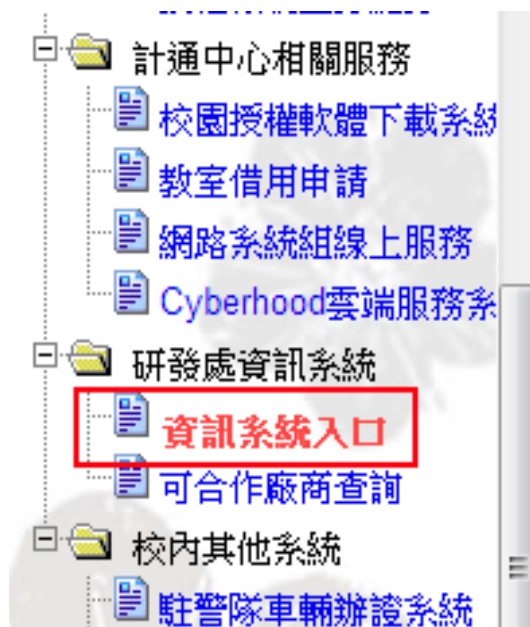 計通中心相關服務
校園授權軟體下載系統
教室借用申請
網路系統組線上服務
Cyberhood雲端服務系
研發處資訊系統
資訊系統入口
可合作廠商查詢
校內其他系統
駐警隊車輛辦證系統